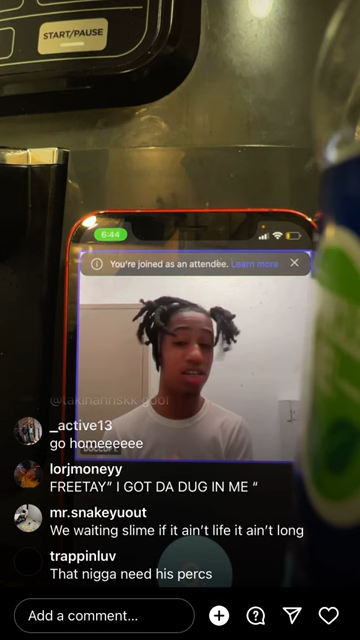 START/PAUSE
6:44
You're joined as an attendee. Learn more
@takinannskk goof
_active13
go homeeeeee
lorjmoneyy
FREETAY” I GOT DA DUG IN ME “
mr.snakeyuout
We waiting slime if it ain't life it ain't long
trappinluv
That nigga need his percs
Add a comment...